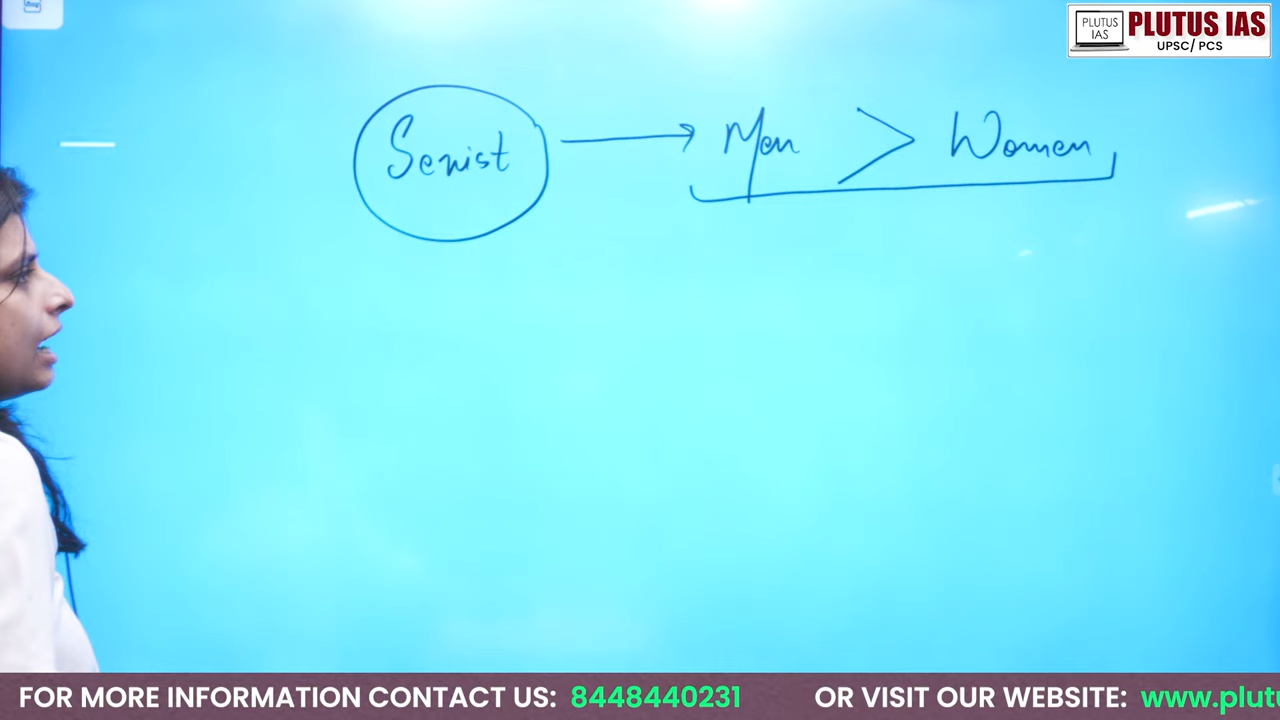 PLUTUS IAS
PLUTUS IAS
UPSC/ PCS
Sexist → Men > Women
FOR MORE INFORMATION CONTACT US: 8448440231 OR VISIT OUR WEBSITE: www.plutu